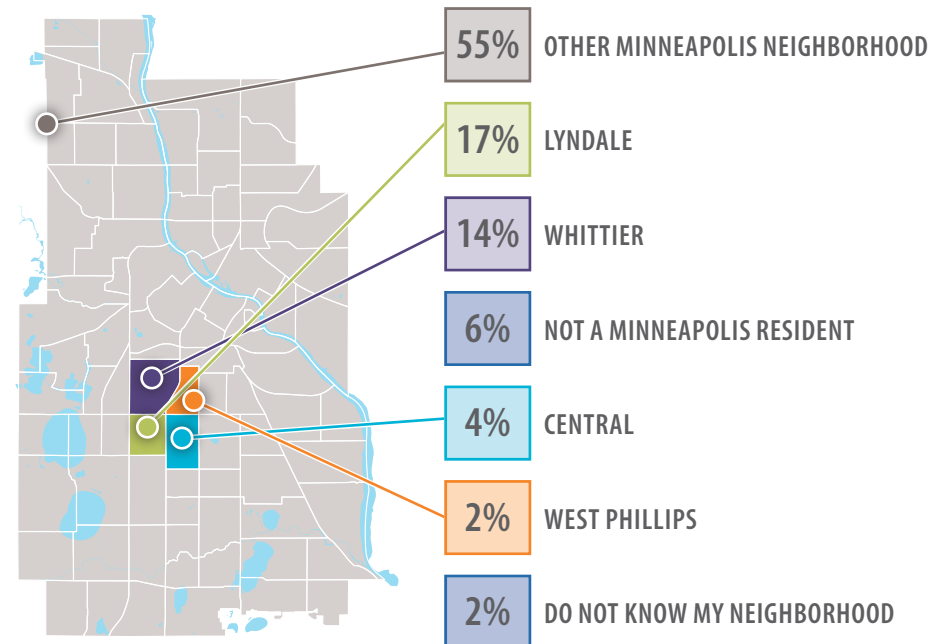 55% OTHER MINNEAPOLIS NEIGHBORHOOD
17% LYNDALE
14% WHITTIER
6% NOT A MINNEAPOLIS RESIDENT
4% CENTRAL
2% WEST PHILLIPS
2% DO NOT KNOW MY NEIGHBORHOOD